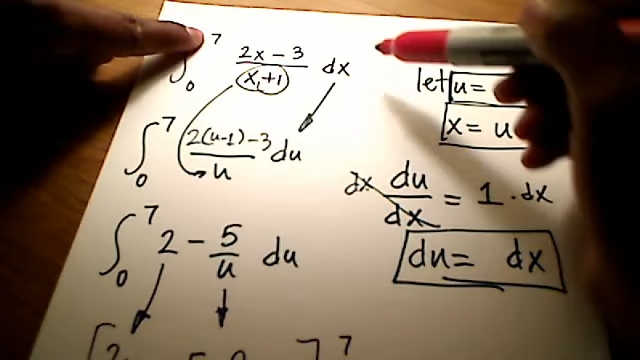 ∫₀⁷ (2x − 3)/(x+1) dx
let u =
x = u
∫₀⁷ (2(u−1) −3)/u du
dx du/dx = 1 · dx
∫₀⁷ 2 − 5/u du
du = dx
7